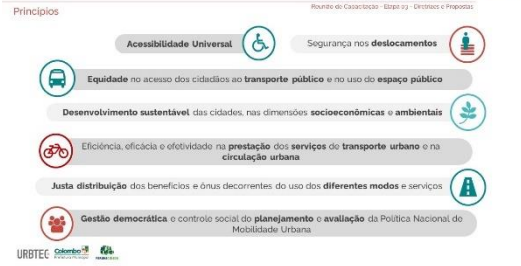 Princípios
Reunião de Capacitação - Etapa 03 - Diretrizes e Propostas
Acessibilidade Universal
Segurança nos deslocamentos
Equidade no acesso dos cidadãos ao transporte público e no uso do espaço público
Desenvolvimento sustentável das cidades, nas dimensões socioeconômicas e ambientais
Eficiência, eficácia e efetividade na prestação dos serviços de transporte urbano e na
circulação urbana
Justa distribuição dos benefícios e ônus decorrentes do uso dos diferentes modos e serviços
Gestão democrática e controle social do planejamento e avaliação da Política Nacional de
Mobilidade Urbana
URBTEC Colombo